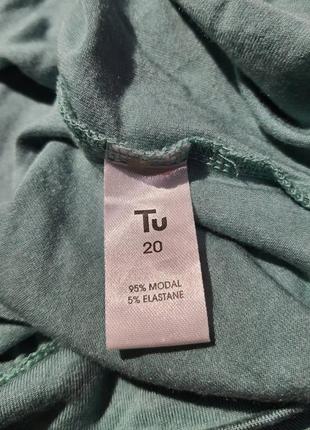 Tu
20
95% MODAL
5% ELASTANE